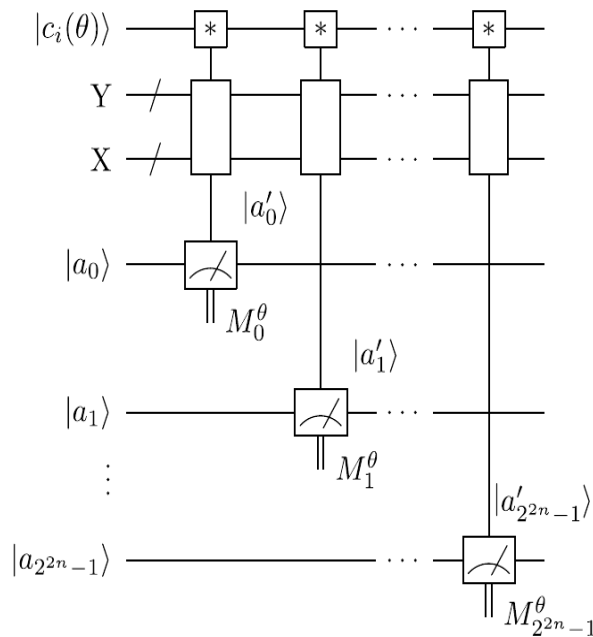 |c_i(θ)⟩ * * ··· *
Y ···
X ···
|a′_0⟩
|a_0⟩ ···
M_0^θ
|a′_1⟩
|a_1⟩ ···
M_1^θ
⋮
|a′_{2^{2n}−1}⟩
|a_{2^{2n}−1}⟩ ···
M_{2^{2n}−1}^θ